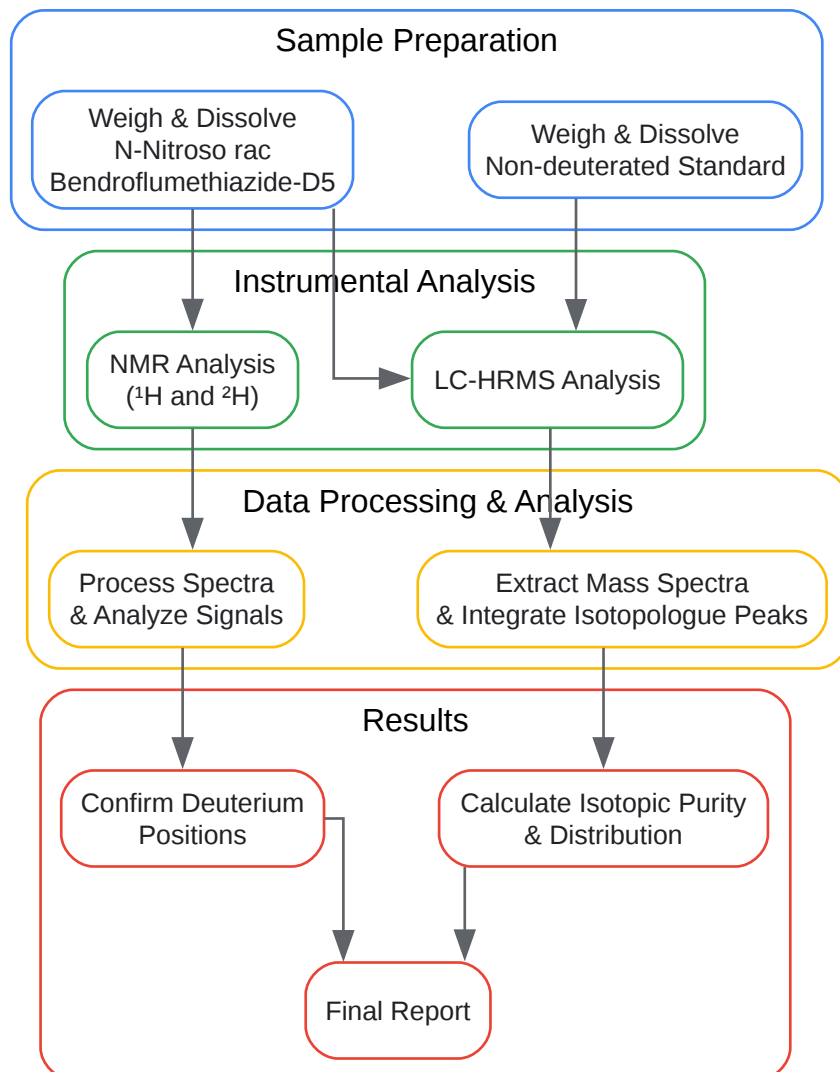 Sample Preparation
Weigh & Dissolve
N-Nitroso rac
Bendroflumethiazide-D5
Weigh & Dissolve
Non-deuterated Standard
Instrumental Analysis
NMR Analysis
(¹H and ²H)
LC-HRMS Analysis
Data Processing & Analysis
Process Spectra
& Analyze Signals
Extract Mass Spectra
& Integrate Isotopologue Peaks
Results
Confirm Deuterium
Positions
Calculate Isotopic Purity
& Distribution
Final Report